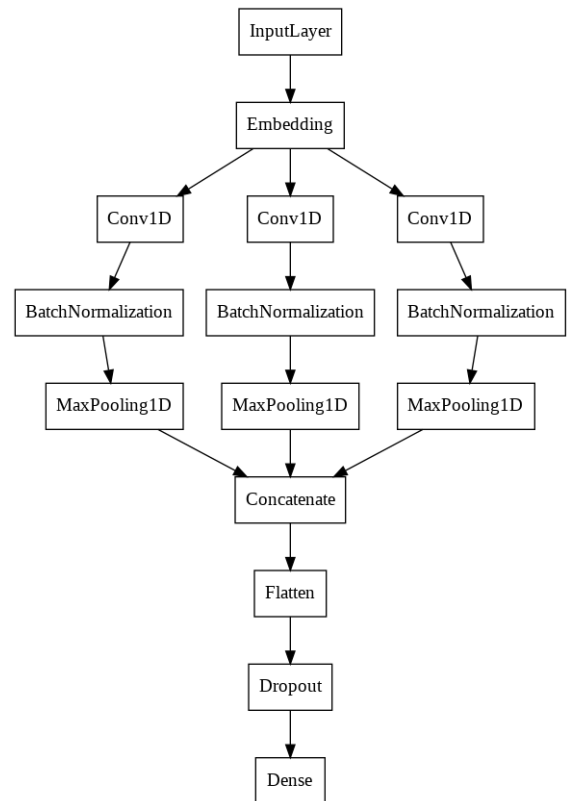 InputLayer
Embedding
Conv1D
Conv1D
Conv1D
BatchNormalization
BatchNormalization
BatchNormalization
MaxPooling1D
MaxPooling1D
MaxPooling1D
Concatenate
Flatten
Dropout
Dense